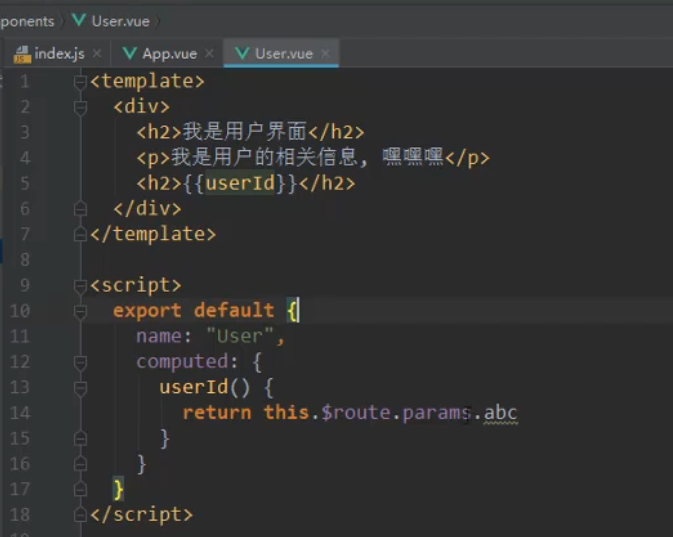 ponents
User.vue
index.js
App.vue
User.vue
1 <template>
2 <div>
3 <h2>我是用户界面</h2>
4 <p>我是用户的相关信息, 嘿嘿嘿</p>
5 <h2>{{userId}}</h2>
6 </div>
7 </template>
8
9 <script>
10 export default {
11 name: "User",
12 computed: {
13 userId() {
14 return this.$route.params.abc
15 }
16 }
17 }
18 </script>